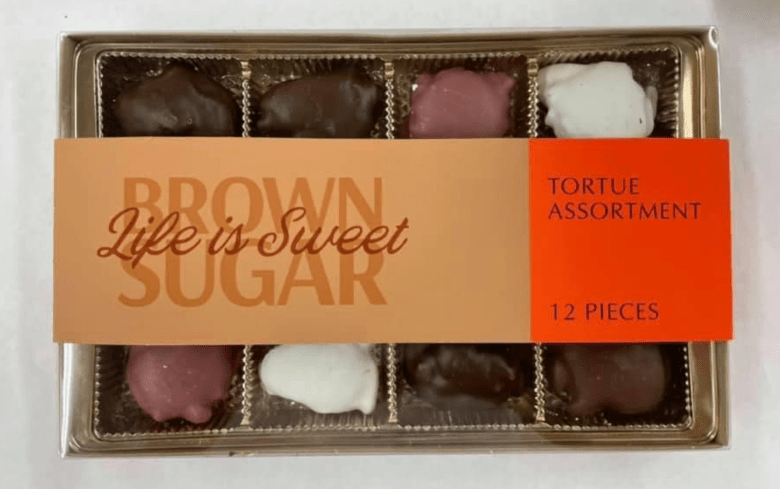 BROWN
Life is Sweet
SUGAR
TORTUE
ASSORTMENT
12 PIECES